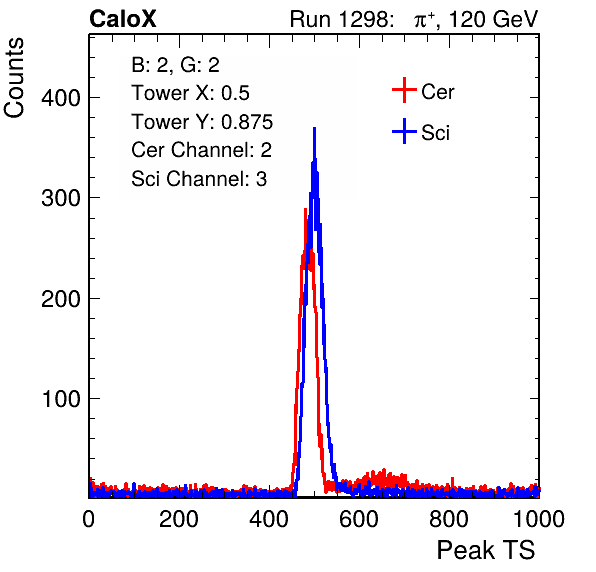 CaloX Run 1298: π⁺, 120 GeV
Counts
B: 2, G: 2
Tower X: 0.5
Tower Y: 0.875
Cer Channel: 2
Sci Channel: 3
Cer
Sci
400
300
200
100
0 200 400 600 800 1000
Peak TS